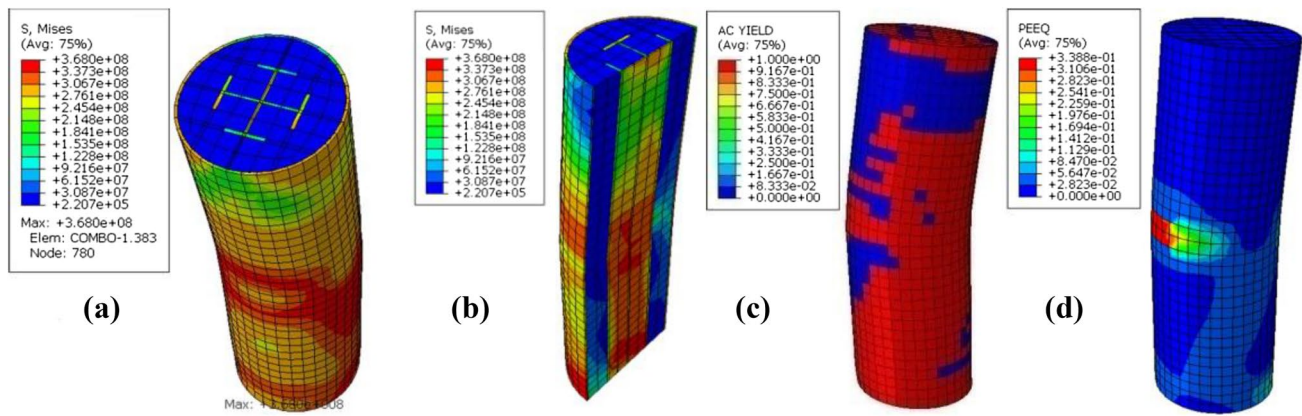 S, Mises
(Avg: 75%)
+3.680e+08
+3.373e+08
+3.067e+08
+2.761e+08
+2.454e+08
+2.148e+08
+1.841e+08
+1.535e+08
+1.228e+08
+9.216e+07
+6.152e+07
+3.087e+07
+2.207e+05
Max: +3.680e+08
Elem: COMBO-1.383
Node: 780
(a)
Max: +3.680e+008
S, Mises
(Avg: 75%)
+3.680e+08
+3.373e+08
+3.067e+08
+2.761e+08
+2.454e+08
+2.148e+08
+1.841e+08
+1.535e+08
+1.228e+08
+9.216e+07
+6.152e+07
+3.087e+07
+2.207e+05
(b)
AC YIELD
(Avg: 75%)
+1.000e+00
+9.167e-01
+8.333e-01
+7.500e-01
+6.667e-01
+5.833e-01
+5.000e-01
+4.167e-01
+3.333e-01
+2.500e-01
+1.667e-01
+8.333e-02
+0.000e+00
(c)
PEEQ
(Avg: 75%)
+3.388e-01
+3.106e-01
+2.823e-01
+2.541e-01
+2.259e-01
+1.976e-01
+1.694e-01
+1.412e-01
+1.129e-01
+8.470e-02
+5.647e-02
+2.823e-02
+0.000e+00
(d)